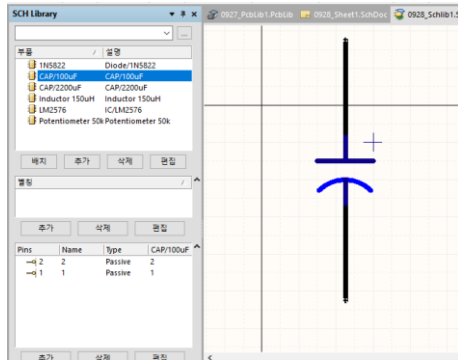 SCH Library
0927_PcbLib1.PcbLib 0928_Sheet1.SchDoc 0928_Schlib1.S
...
부품 / 설명
1N5822 Diode/1N5822
CAP/100uF CAP/100uF
CAP/2200uF CAP/2200uF
Inductor 150uH Inductor 150uH
LM2576 IC/LM2576
Potentiometer 50k Potentiometer 50k
배치 추가 삭제 편집
별칭 /
추가 삭제 편집
Pins Name Type CAP/100uF
2 2 Passive 2
1 1 Passive 1
추가 삭제 편집